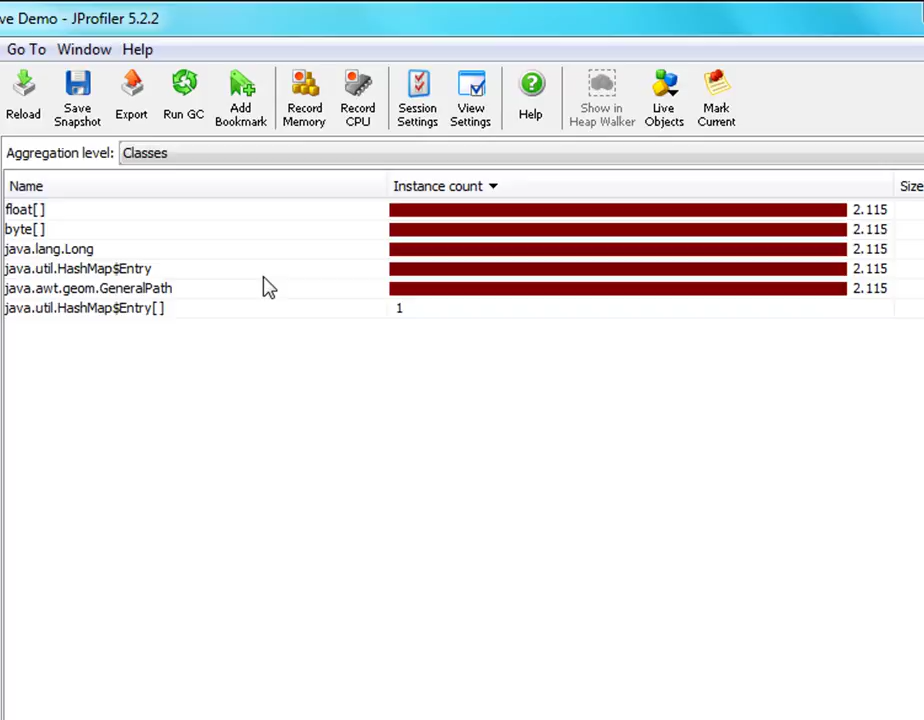 ve Demo - JProfiler 5.2.2
Go To Window Help
Reload Save Snapshot Export Run GC Add Bookmark Record Memory Record CPU Session Settings View Settings Help Show in Heap Walker Live Objects Mark Current
Aggregation level: Classes
Name Instance count Size
float[] 2.115
byte[] 2.115
java.lang.Long 2.115
java.util.HashMap$Entry 2.115
java.awt.geom.GeneralPath 2.115
java.util.HashMap$Entry[] 1